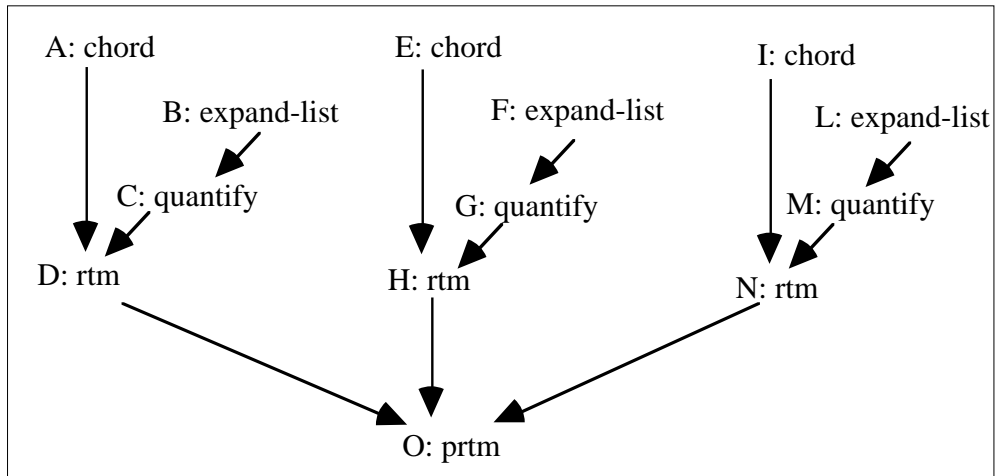 A: chord
E: chord
I: chord
B: expand-list
F: expand-list
L: expand-list
C: quantify
G: quantify
M: quantify
D: rtm
H: rtm
N: rtm
O: prtm